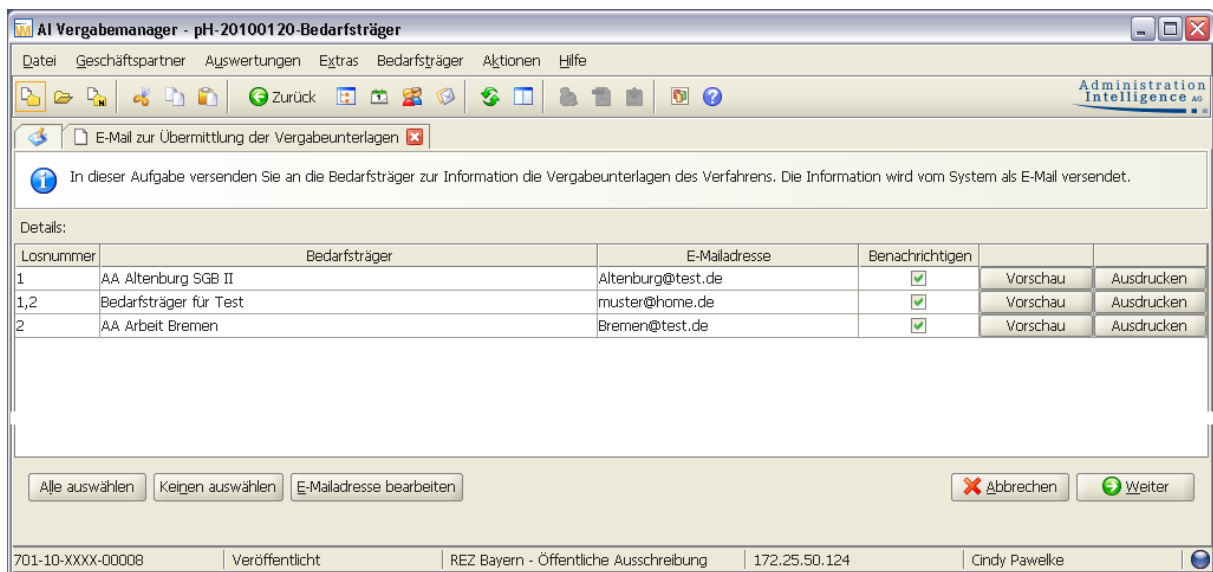 AI Vergabemanager - pH-20100120-Bedarfsträger
Datei Geschäftspartner Auswertungen Extras Bedarfsträger Aktionen Hilfe
Zurück
Administration
Intelligence AG
E-Mail zur Übermittlung der Vergabeunterlagen
In dieser Aufgabe versenden Sie an die Bedarfsträger zur Information die Vergabeunterlagen des Verfahrens. Die Information wird vom System als E-Mail versendet.
Details:
Losnummer Bedarfsträger E-Mailadresse Benachrichtigen
1 AA Altenburg SGB II Altenburg@test.de Vorschau Ausdrucken
1,2 Bedarfsträger für Test muster@home.de Vorschau Ausdrucken
2 AA Arbeit Bremen Bremen@test.de Vorschau Ausdrucken
Alle auswählen Keinen auswählen E-Mailadresse bearbeiten Abbrechen Weiter
701-10-XXXX-00008 Veröffentlicht REZ Bayern - Öffentliche Ausschreibung 172.25.50.124 Cindy Pawelke